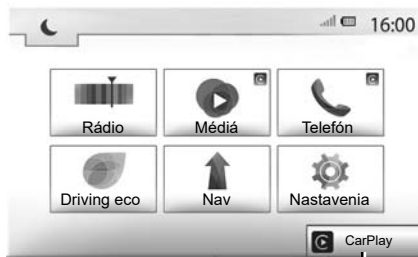 16:00
Rádio Médiá Telefón
Driving eco Nav Nastavenia
CarPlay